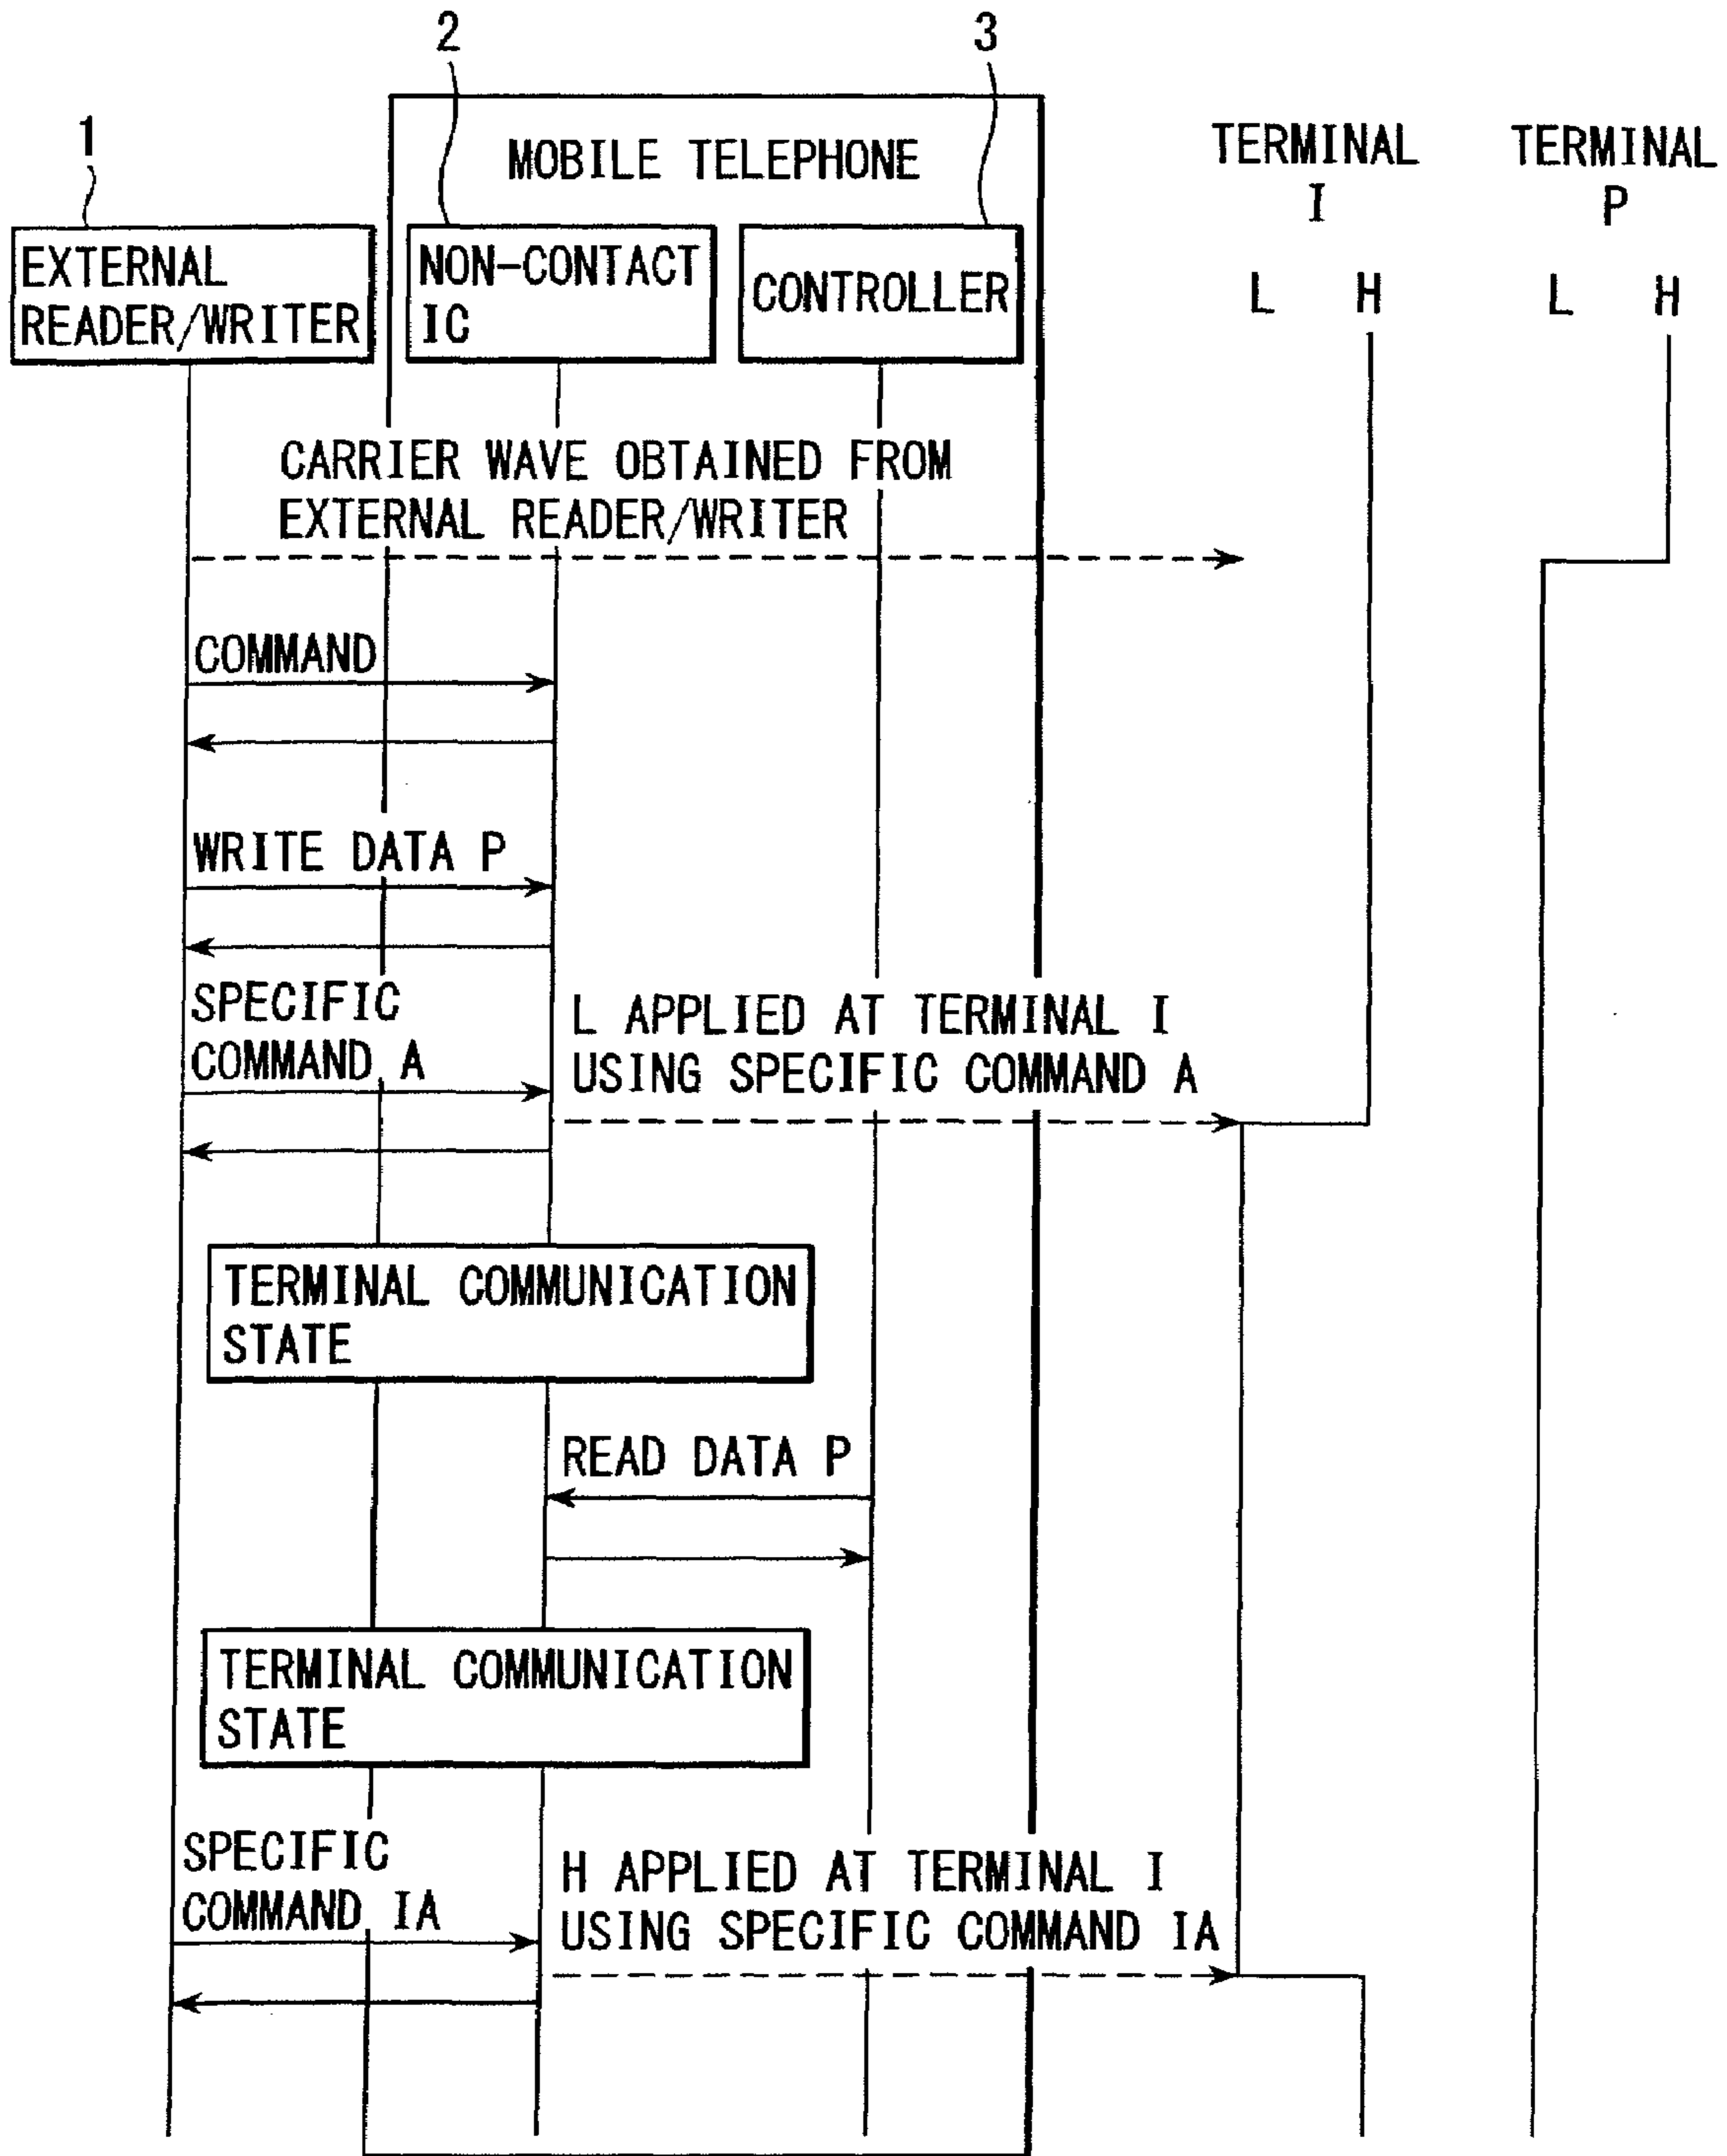 2
3
1
MOBILE TELEPHONE
TERMINAL
I
TERMINAL
P
EXTERNAL
READER/WRITER
NON-CONTACT
IC
CONTROLLER
L H
L H
CARRIER WAVE OBTAINED FROM
EXTERNAL READER/WRITER
COMMAND
WRITE DATA P
SPECIFIC
COMMAND A
L APPLIED AT TERMINAL I
USING SPECIFIC COMMAND A
TERMINAL COMMUNICATION
STATE
READ DATA P
TERMINAL COMMUNICATION
STATE
SPECIFIC
COMMAND IA
H APPLIED AT TERMINAL I
USING SPECIFIC COMMAND IA